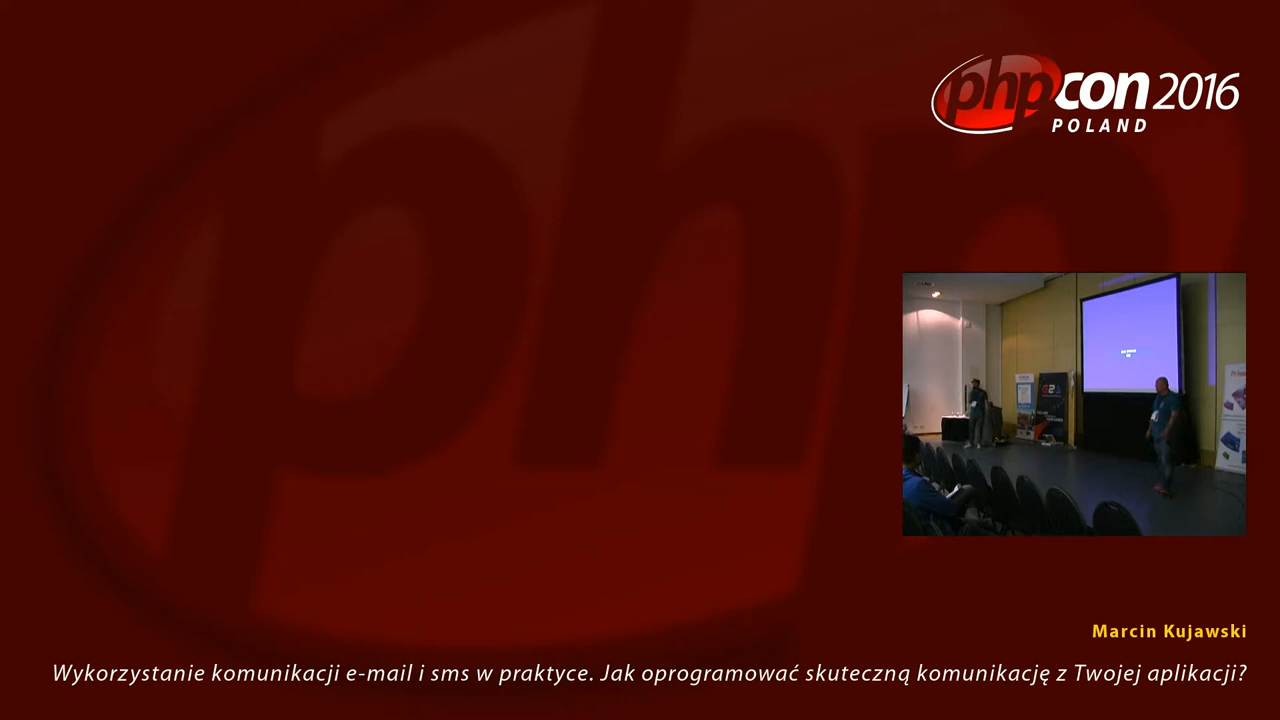 phpcon 2016
POLAND
Marcin Kujawski
Wykorzystanie komunikacji e-mail i sms w praktyce. Jak oprogramować skuteczną komunikację z Twojej aplikacji?